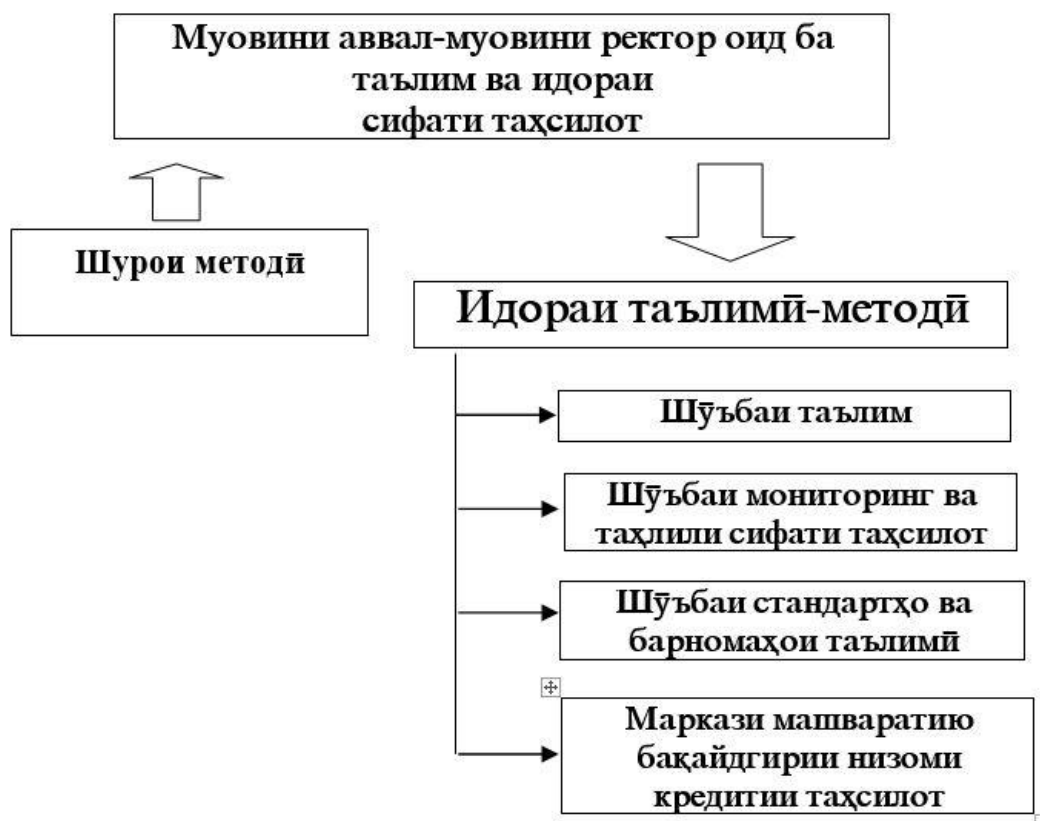 Муовини аввал-муовини ректор оид ба
таълим ва идораи
сифати таҳсилот
Шурои методӣ
Идораи таълимӣ-методӣ
Шӯъбаи таълим
Шӯъбаи мониторинг ва
таҳлили сифати таҳсилот
Шӯъбаи стандартҳо ва
барномаҳои таълимӣ
Маркази машваратию
бақайдгирии низоми
кредитии таҳсилот